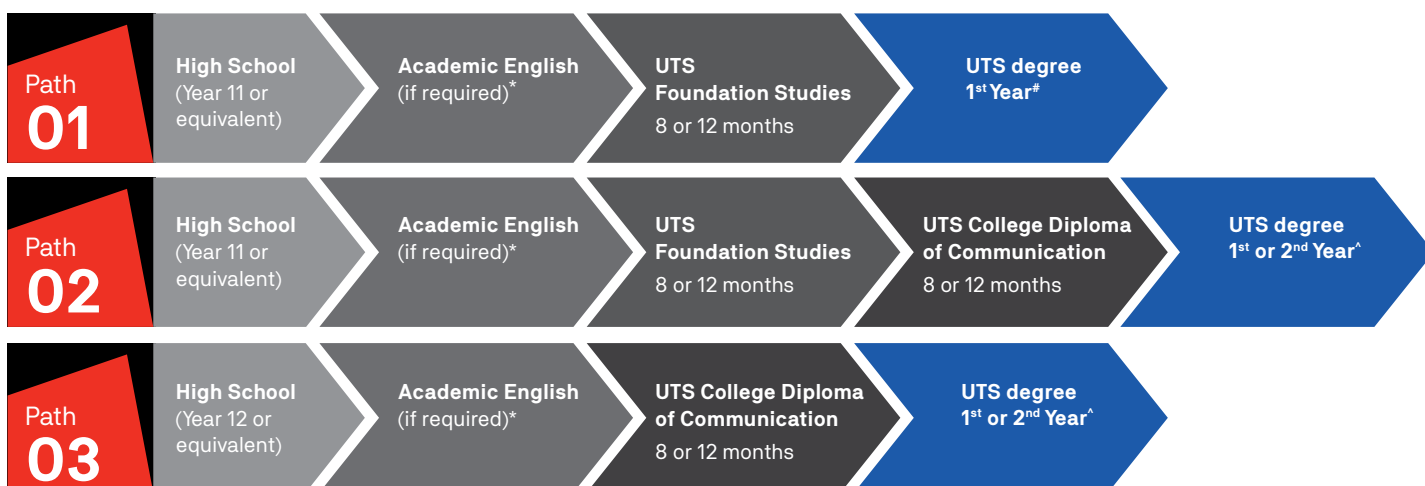 Path
01
High School
(Year 11 or
equivalent)
Academic English
(if required)*
UTS
Foundation Studies
8 or 12 months
UTS degree
1st Year#
Path
02
High School
(Year 11 or
equivalent)
Academic English
(if required)*
UTS
Foundation Studies
8 or 12 months
UTS College Diploma
of Communication
8 or 12 months
UTS degree
1st or 2nd Year^
Path
03
High School
(Year 12 or
equivalent)
Academic English
(if required)*
UTS College Diploma
of Communication
8 or 12 months
UTS degree
1st or 2nd Year^